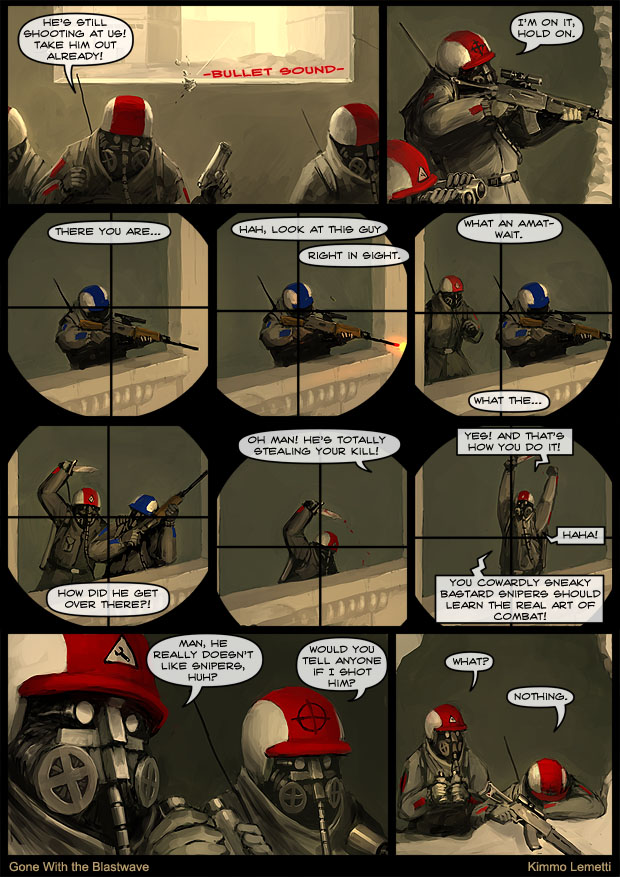 HE'S STILL
SHOOTING AT US!
TAKE HIM OUT
ALREADY!
-BULLET SOUND-
I'M ON IT,
HOLD ON.
THERE YOU ARE...
HAH, LOOK AT THIS GUY
RIGHT IN SIGHT.
WHAT AN AMAT-
WAIT.
WHAT THE...
HOW DID HE GET
OVER THERE?!
OH MAN! HE'S TOTALLY
STEALING YOUR KILL!
YES! AND THAT'S
HOW YOU DO IT!
HAHA!
YOU COWARDLY SNEAKY
BASTARD SNIPERS SHOULD
LEARN THE REAL ART OF
COMBAT!
MAN, HE
REALLY DOESN'T
LIKE SNIPERS,
HUH?
WOULD YOU
TELL ANYONE
IF I SHOT
HIM?
WHAT?
NOTHING.
Gone With the Blastwave
Kimmo Lemetti